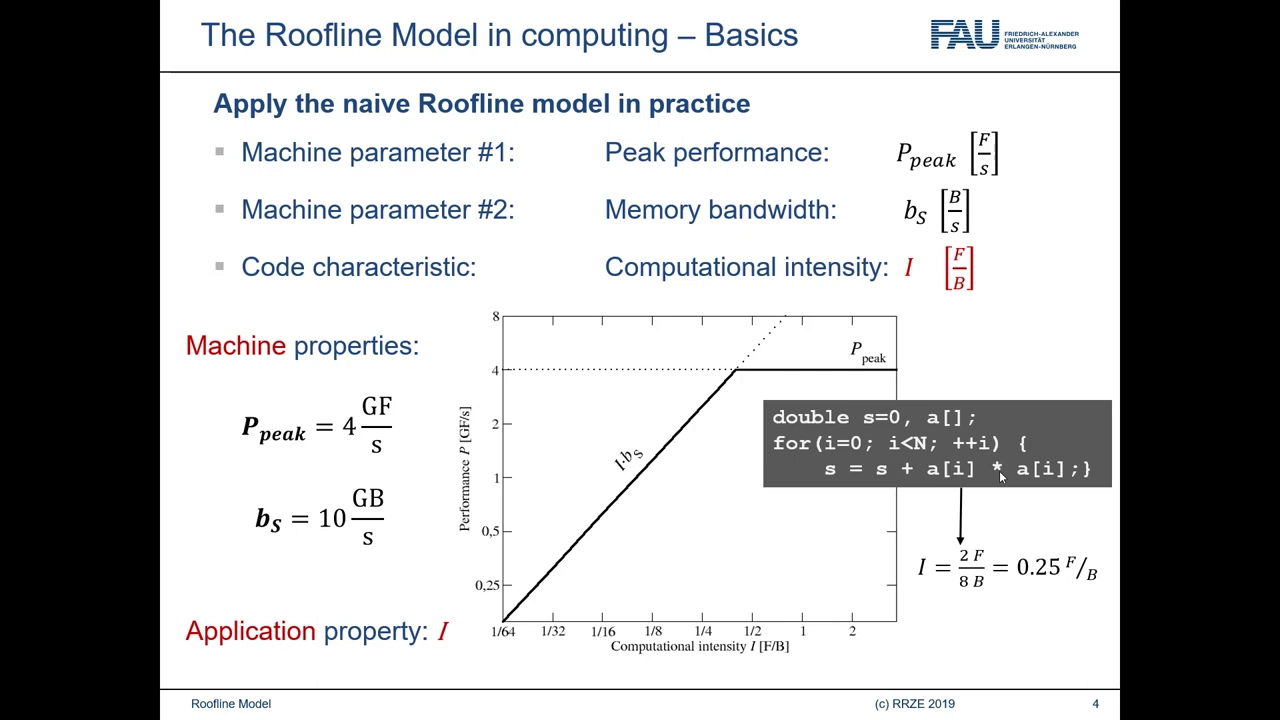 The Roofline Model in computing – Basics
FAU FRIEDRICH-ALEXANDER
UNIVERSITÄT
ERLANGEN-NÜRNBERG
Apply the naive Roofline model in practice
▪ Machine parameter #1: Peak performance: P_peak [F/s]
▪ Machine parameter #2: Memory bandwidth: b_S [B/s]
▪ Code characteristic: Computational intensity: I [F/B]
Machine properties:
P_peak = 4 GF/s
b_S = 10 GB/s
Application property: I
8
4
2
1
0,5
0,25
Performance P [GF/s]
P_peak
I·b_S
1/64 1/32 1/16 1/8 1/4 1/2 1 2
Computational intensity I [F/B]
double s=0, a[];
for(i=0; i<N; ++i) {
s = s + a[i] * a[i];}
I = 2 F / 8 B = 0.25 F/B
Roofline Model (c) RRZE 2019 4